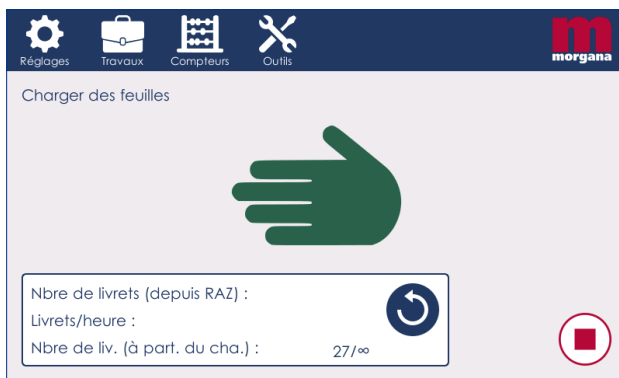 Réglages Travaux Compteurs Outils
m
morgana
Charger des feuilles
Nbre de livrets (depuis RAZ) :
Livrets/heure :
Nbre de liv. (à part. du cha.) : 27/∞